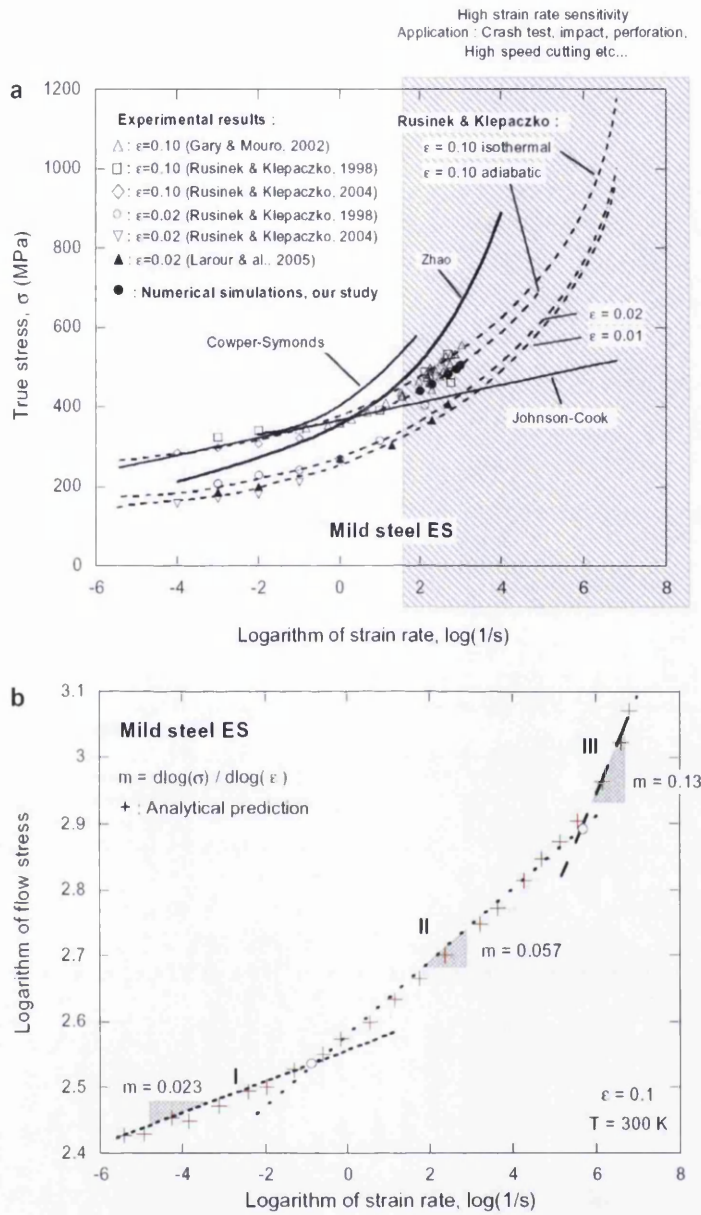 High strain rate sensitivity
Application : Crash test, impact, perforation,
High speed cutting etc...
a
1200
1000
800
600
400
200
0
True stress, σ (MPa)
Experimental results :
△ : ε=0.10 (Gary & Mouro, 2002)
□ : ε=0.10 (Rusinek & Klepaczko, 1998)
◇ : ε=0.10 (Rusinek & Klepaczko, 2004)
○ : ε=0.02 (Rusinek & Klepaczko, 1998)
▽ : ε=0.02 (Rusinek & Klepaczko, 2004)
▲ : ε=0.02 (Larour & al., 2005)
● : Numerical simulations, our study
Rusinek & Klepaczko :
ε = 0.10 isothermal
ε = 0.10 adiabatic
Zhao
Cowper-Symonds
ε = 0.02
ε = 0.01
Johnson-Cook
Mild steel ES
-6 -4 -2 0 2 4 6 8
Logarithm of strain rate, log(1/s)
b
3.1
3
2.9
2.8
2.7
2.6
2.5
2.4
Logarithm of flow stress
Mild steel ES
m = dlog(σ) / dlog( ε )
+ : Analytical prediction
III
m = 0.13
II
m = 0.057
I
m = 0.023
ε = 0.1
T = 300 K
-6 -4 -2 0 2 4 6 8
Logarithm of strain rate, log(1/s)